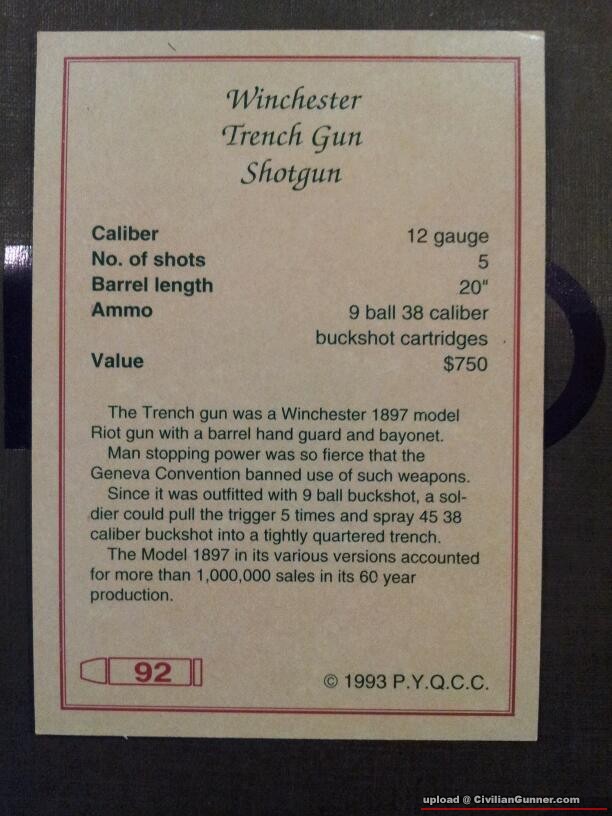 Winchester
Trench Gun
Shotgun
Caliber 12 gauge
No. of shots 5
Barrel length 20"
Ammo 9 ball 38 caliber
buckshot cartridges
Value $750
The Trench gun was a Winchester 1897 model
Riot gun with a barrel hand guard and bayonet.
Man stopping power was so fierce that the
Geneva Convention banned use of such weapons.
Since it was outfitted with 9 ball buckshot, a sol-
dier could pull the trigger 5 times and spray 45 38
caliber buckshot into a tightly quartered trench.
The Model 1897 in its various versions accounted
for more than 1,000,000 sales in its 60 year
production.
92
© 1993 P.Y.Q.C.C.
upload @ CivilianGunner.com